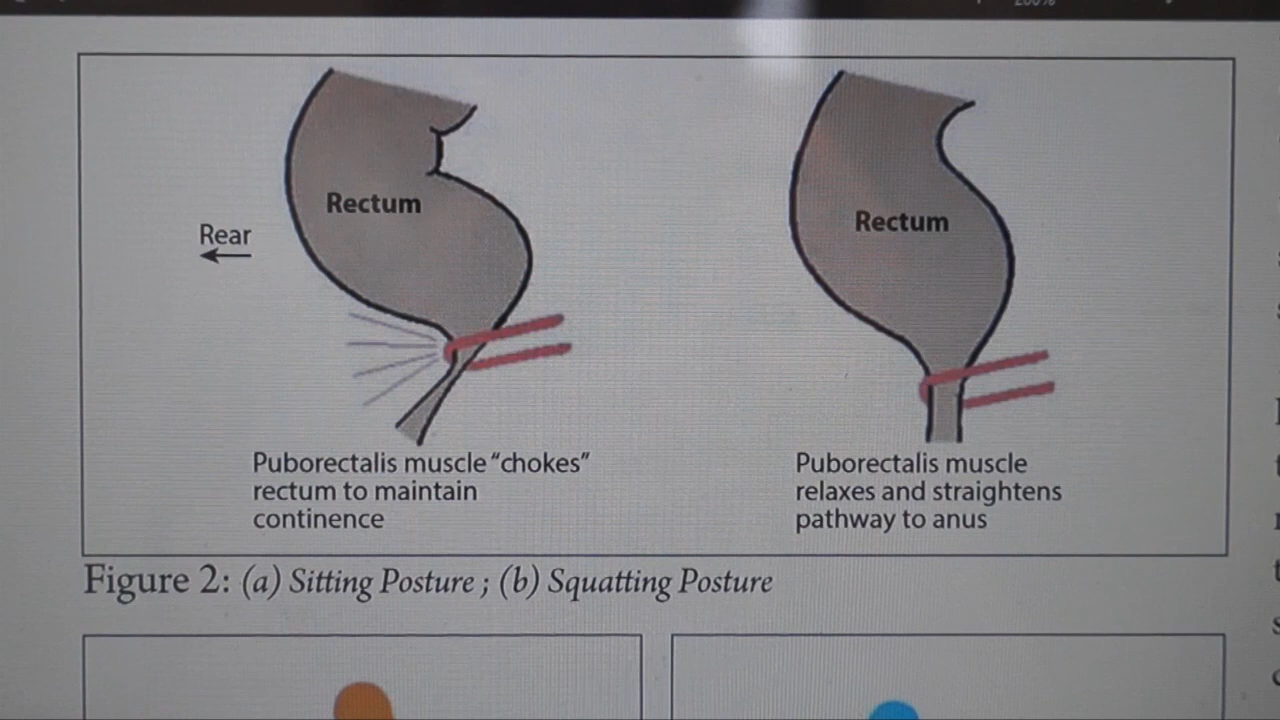 Rectum
Rear
Puborectalis muscle “chokes”
rectum to maintain
continence
Rectum
Puborectalis muscle
relaxes and straightens
pathway to anus
Figure 2: (a) Sitting Posture ; (b) Squatting Posture